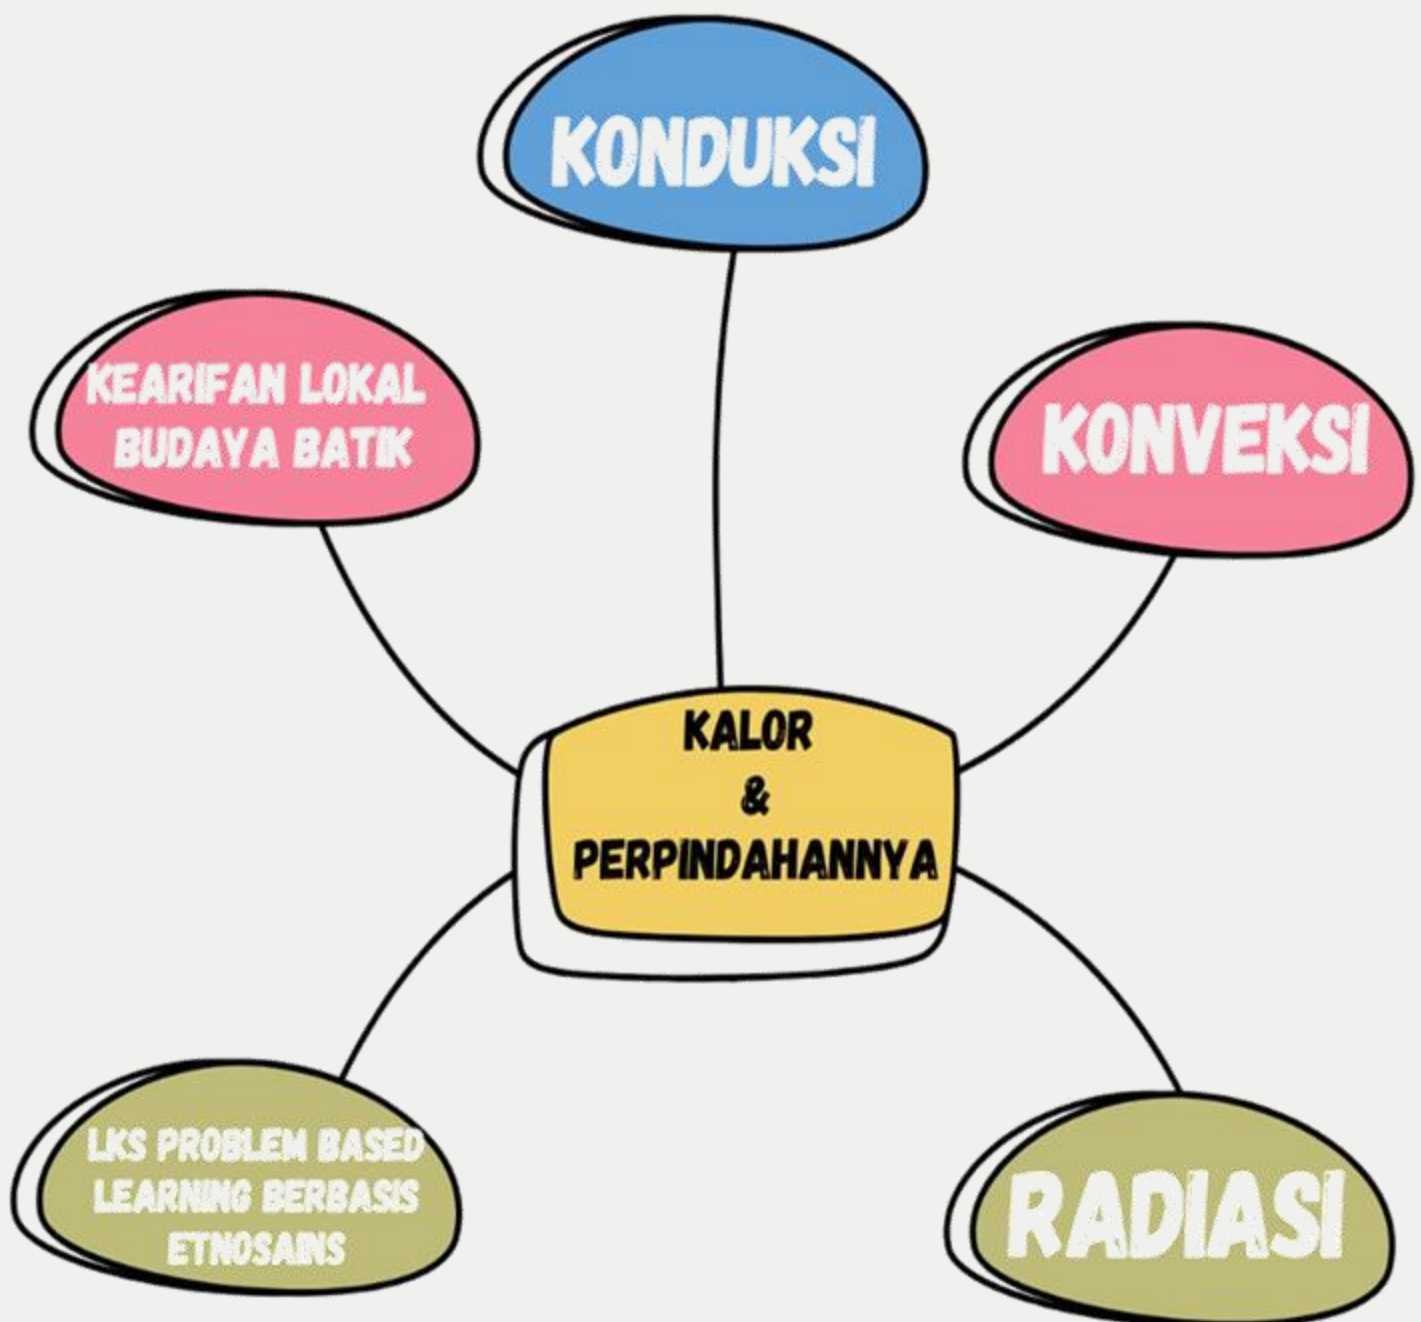 KONDUKSI
KEARIFAN LOKAL
BUDAYA BATIK
KONVEKSI
KALOR
&
PERPINDAHANNYA
LKS PROBLEM BASED
LEARNING BERBASIS
ETNOSAINS
RADIASI